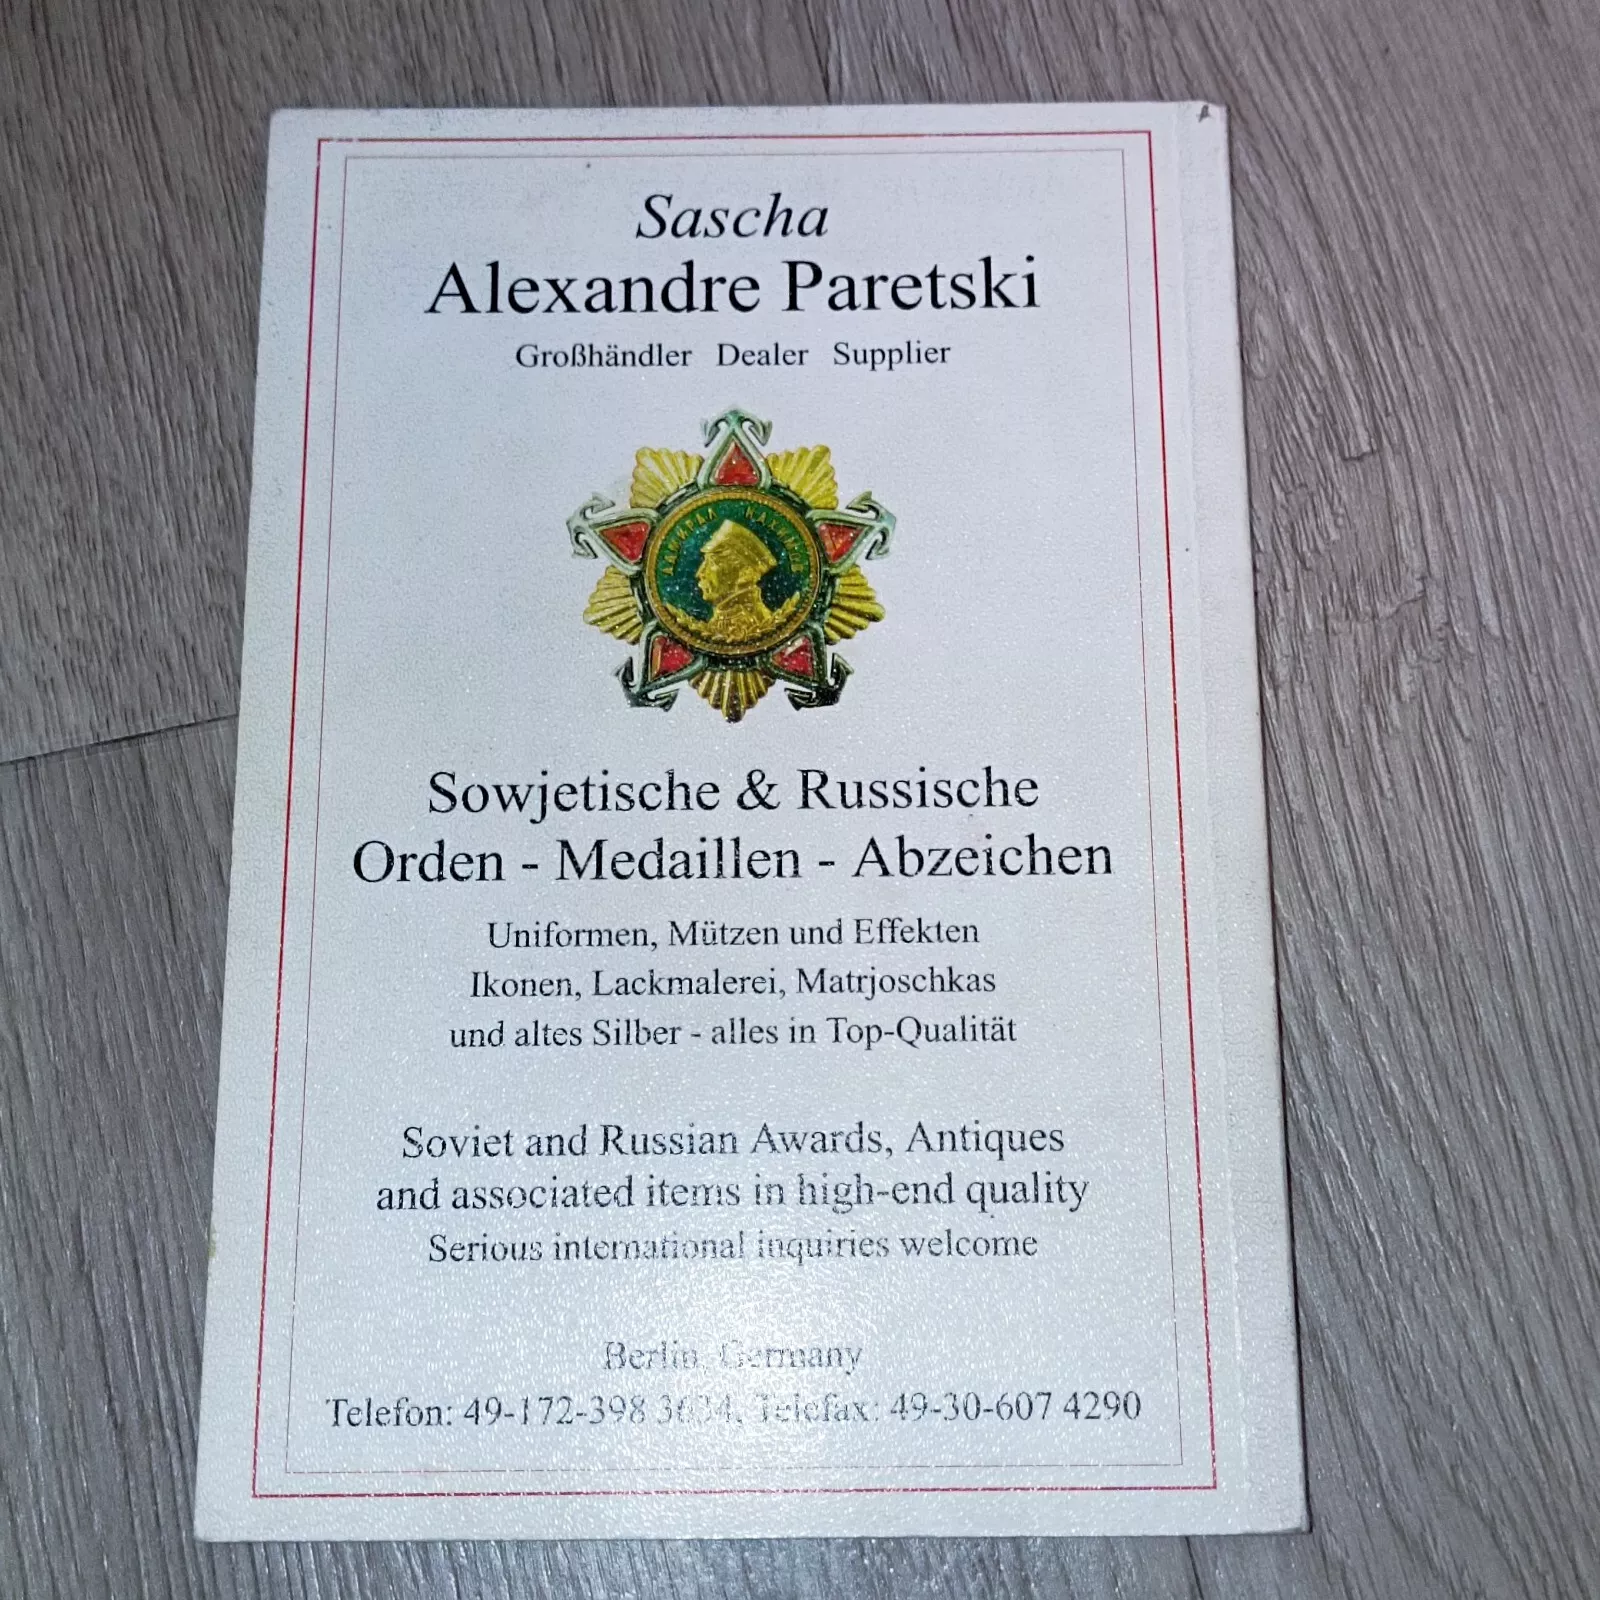 Sascha
Alexandre Paretski
Großhändler Dealer Supplier
АДМИРАЛ НАХИМОВ
Sowjetische & Russische
Orden - Medaillen - Abzeichen
Uniformen, Mützen und Effekten
Ikonen, Lackmalerei, Matrjoschkas
und altes Silber - alles in Top-Qualität
Soviet and Russian Awards, Antiques
and associated items in high-end quality
Serious international inquiries welcome
Berlin, Germany
Telefon: 49-172-398 Telefax: 49-30-607 4290